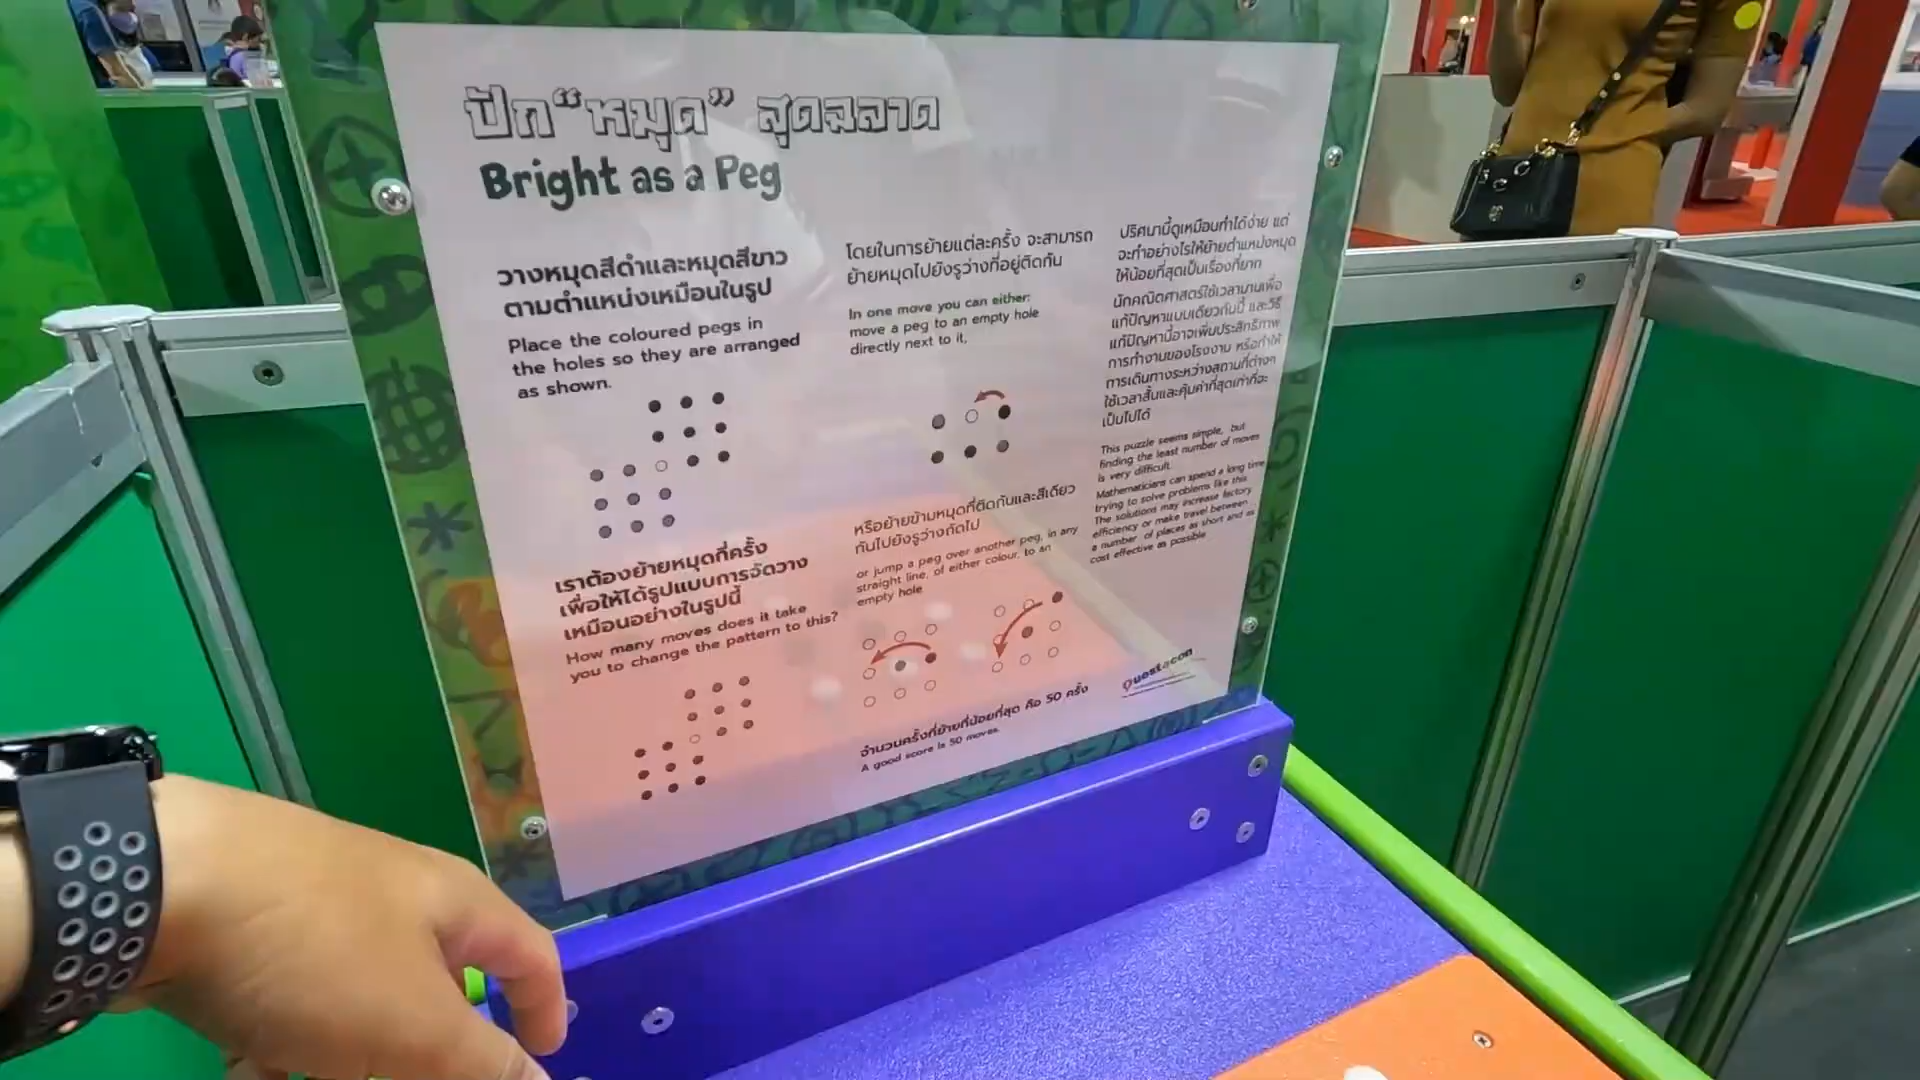 ปัก“หมุด” สุดฉลาด
Bright as a Peg
วางหมุดสีดำและหมุดสีขาว
ตามตำแหน่งเหมือนในรูป
Place the coloured pegs in
the holes so they are arranged
as shown.
เราต้องย้ายหมุดกี่ครั้ง
เพื่อให้ได้รูปแบบการจัดวาง
เหมือนอย่างในรูปนี้
How many moves does it take
you to change the pattern to this?
โดยในการย้ายแต่ละครั้ง จะสามารถ
ย้ายหมุดไปยังรูว่างที่อยู่ติดกัน
In one move you can either:
move a peg to an empty hole
directly next to it,
หรือย้ายข้ามหมุดที่ติดกันและสีเดียว
กันไปยังรูว่างถัดไป
or jump a peg over another peg, in any
straight line, of either colour, to an
empty hole
จำนวนครั้งที่ย้ายที่น้อยที่สุด คือ 50 ครั้ง
A good score is 50 moves.
ปริศนานี้ดูเหมือนทำได้ง่าย แต่
จะทำอย่างไรให้ย้ายตำแหน่งหมุด
ให้น้อยที่สุดเป็นเรื่องที่ยาก
นักคณิตศาสตร์ใช้เวลานานเพื่อ
แก้ปัญหาแบบเดียวกันนี้ และวิธี
แก้ปัญหานี้อาจเพิ่มประสิทธิภาพ
การทำงานของโรงงาน หรือทำให้
การเดินทางระหว่างสถานที่ต่างๆ
ใช้เวลาสั้นและคุ้มค่าที่สุดเท่าที่จะ
เป็นไปได้
This puzzle seems simple, but
finding the least number of moves
is very difficult.
Mathematicians can spend a long time
trying to solve problems like this.
The solutions may increase factory
efficiency or make travel between
a number of places as short and as
cost effective as possible
Questacon